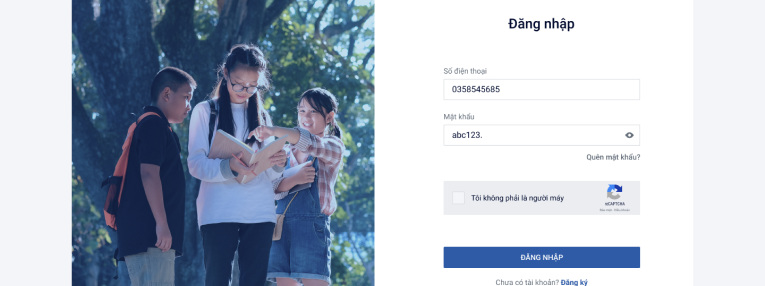 Đăng nhập
Số điện thoại
0358545685
Mật khẩu
abc123.
Quên mật khẩu?
Tôi không phải là người máy
reCAPTCHA
ĐĂNG NHẬP
Chưa có tài khoản? Đăng ký